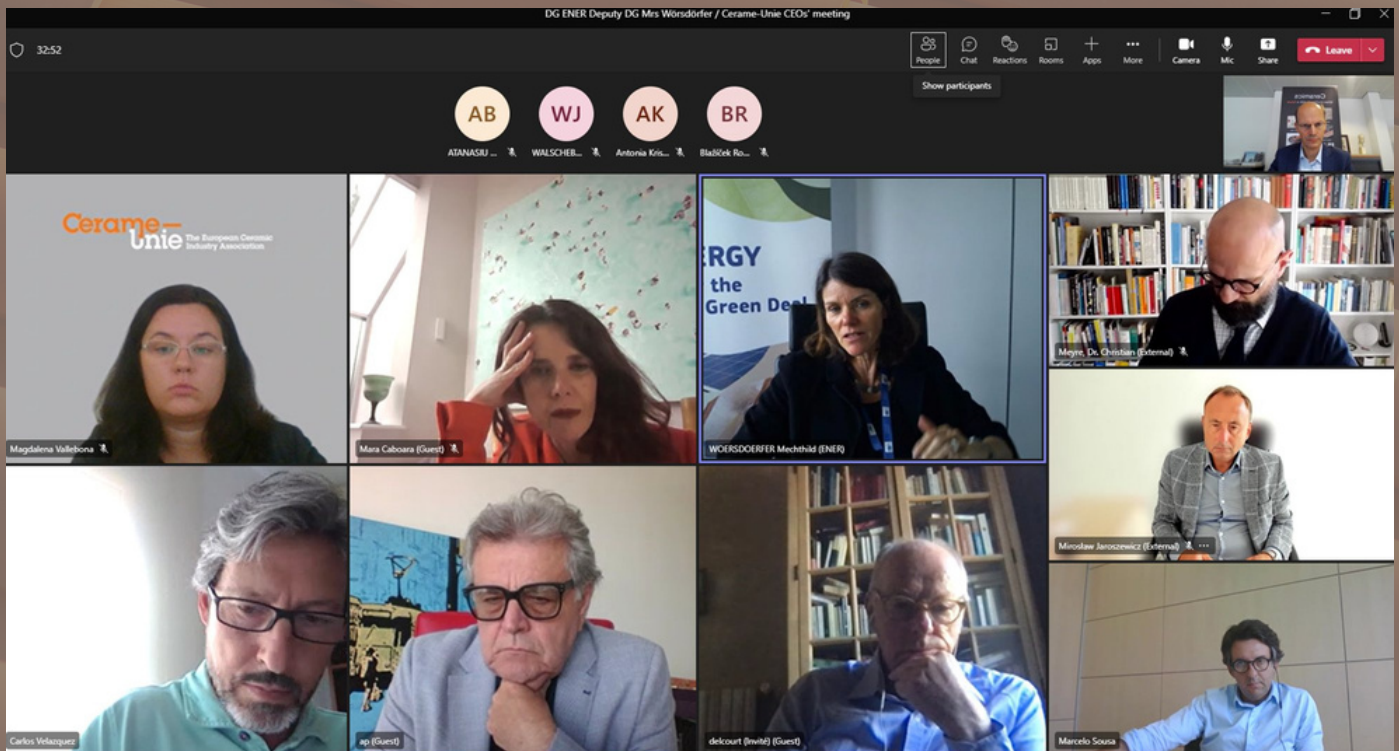 DG ENER Deputy DG Mrs Wörsdörfer / Cerame-Unie CEOs' meeting
32:52
People
Chat
Reactions
Rooms
Apps
More
Camera
Mic
Share
Leave
Show participants
AB
WJ
AK
BR
ATANASIU ...
WALSCHEB...
Antonia Kris...
Blažíček Ro...
Ceramics
Cerame-
Unie The European Ceramic
Industry Association
RGY
the
Green Deal
Magdalena Vallebona
Mara Caboara (Guest)
WOERSDOERFER Mechthild (ENER)
Meyre, Dr. Christian (External)
Mirosław Jaroszewicz (External)
Carlos Velazquez
ap (Guest)
delcourt (Invité) (Guest)
Marcelo Sousa